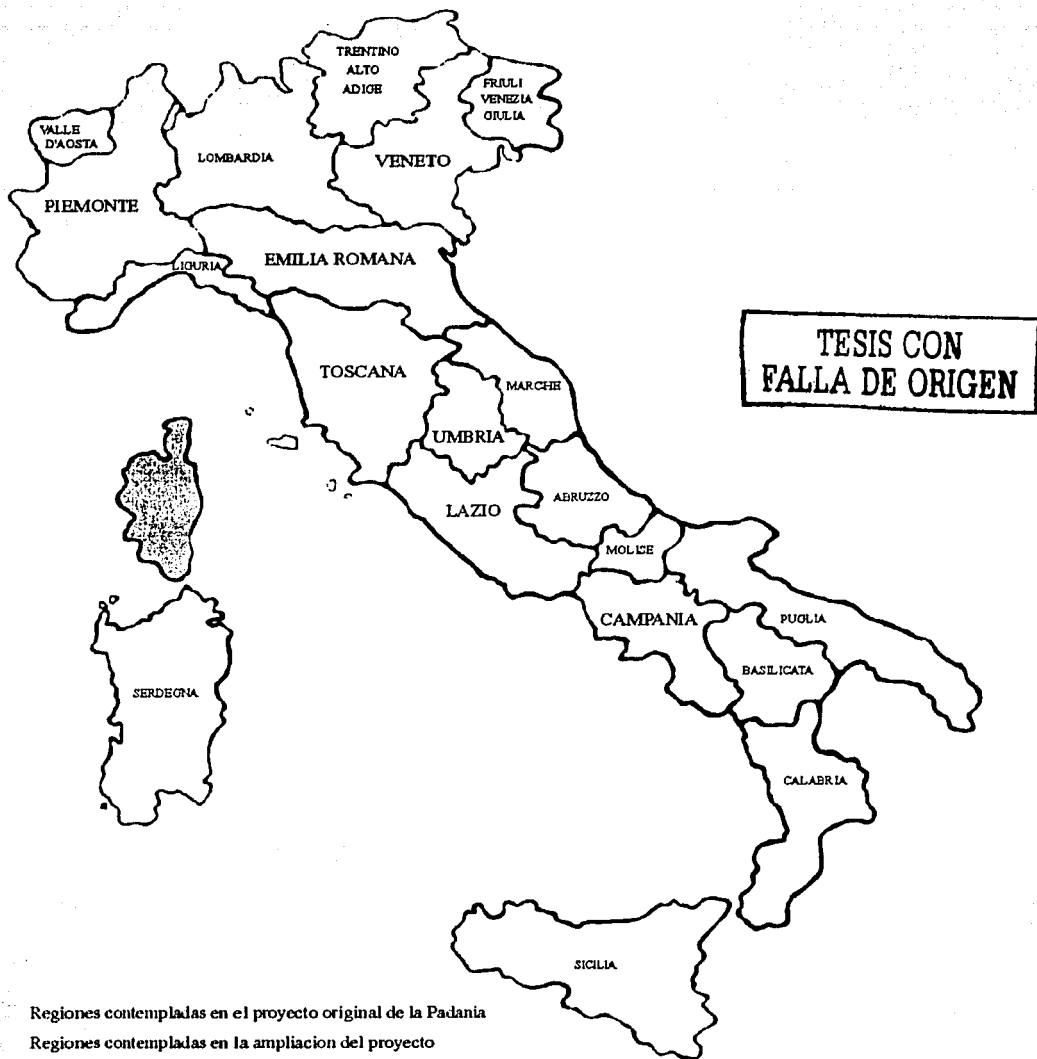 TRENTINO
ALTO
ADIGE
FRIULI
VENEZIA
GIULIA
VALLE
D'AOSTA
LOMBARDIA
VENETO
PIEMONTE
EMILIA ROMANA
LIGURIA
TESIS CON
FALLA DE ORIGEN
TOSCANA
MARCHE
UMBRIA
ABRUZZO
LAZIO
MOLISE
CAMPANIA
PUGLIA
BASILICATA
SERDEGNA
CALABRIA
SICILIA
Regiones contempladas en el proyecto original de la Padania
Regiones contempladas en la ampliacion del proyecto